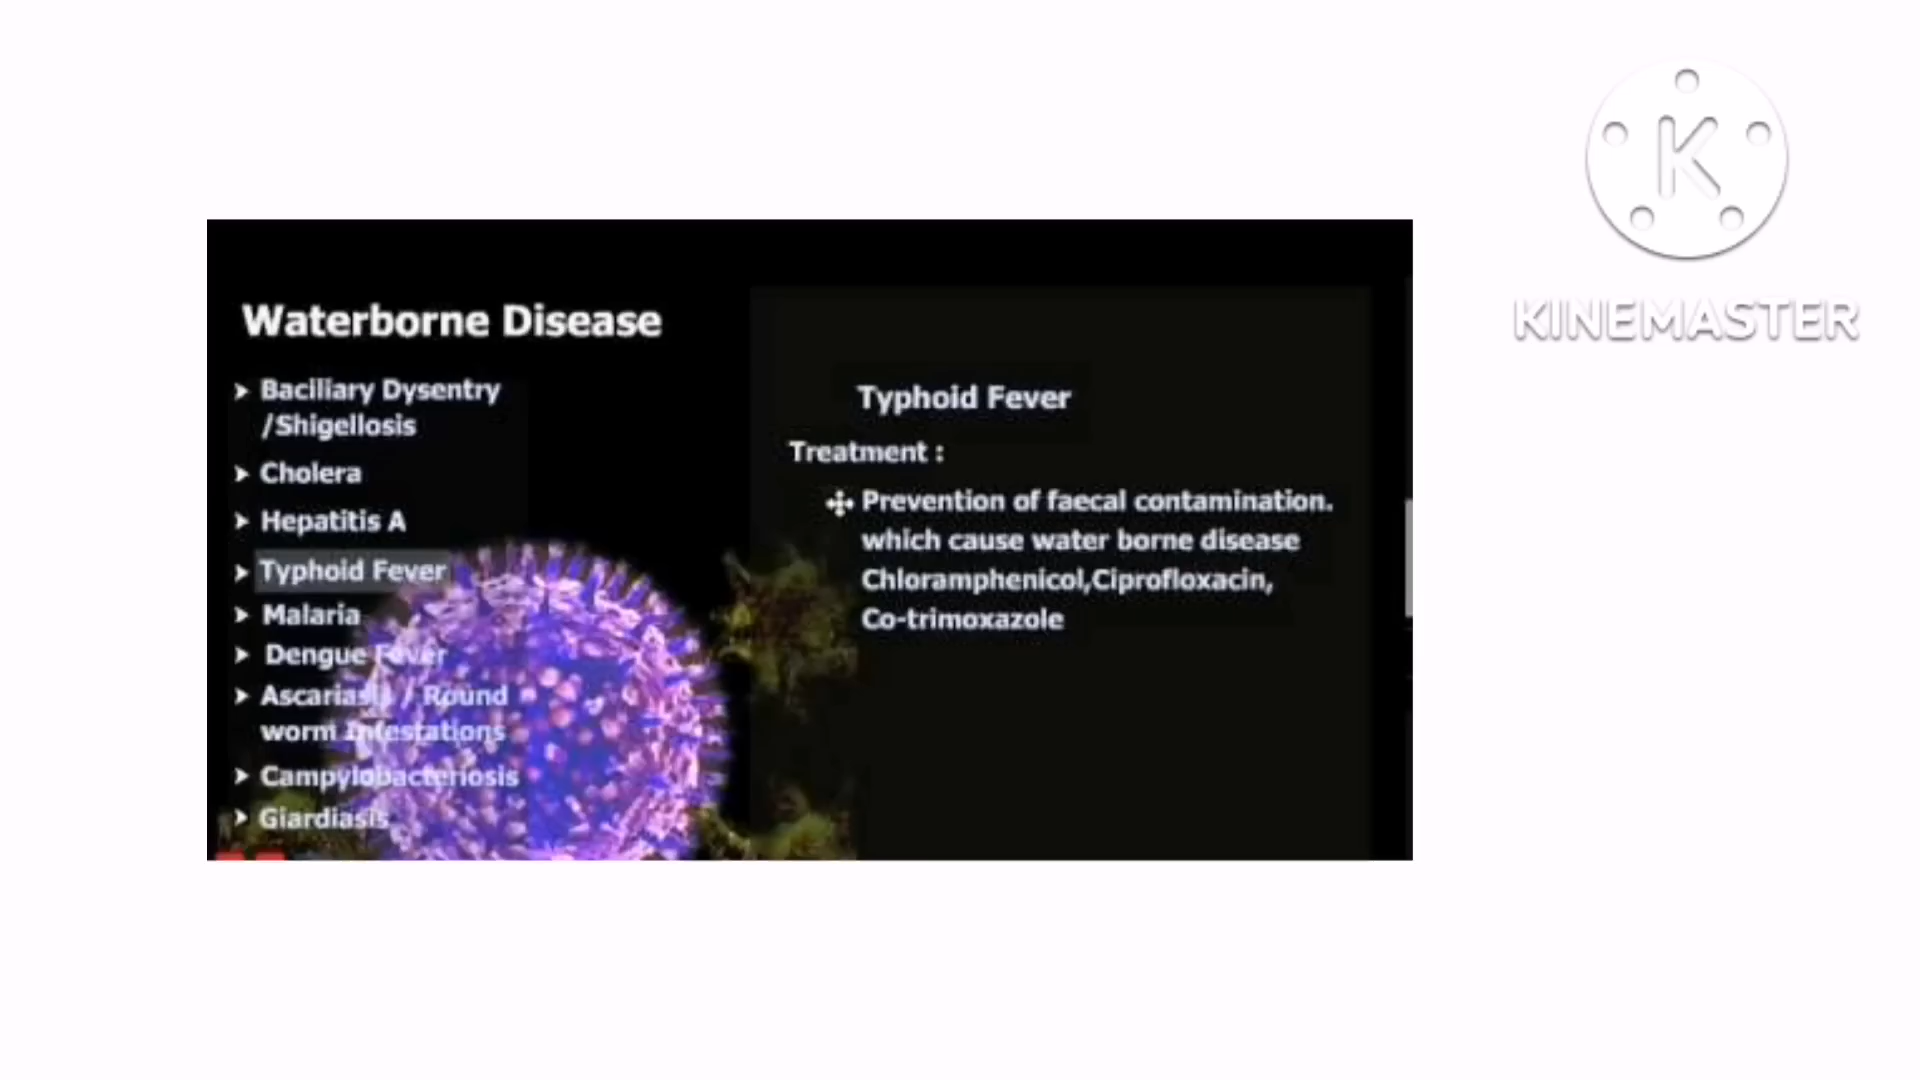 Waterborne Disease
Baciliary Dysentry
/Shigellosis
Cholera
Hepatitis A
Typhoid Fever
Malaria
Dengue Fever
Ascariasis / Round
worm Infestations
Campylobacteriosis
Giardiasis
Typhoid Fever
Treatment :
Prevention of faecal contamination.
which cause water borne disease
Chloramphenicol,Ciprofloxacin,
Co-trimoxazole
K
KINEMASTER